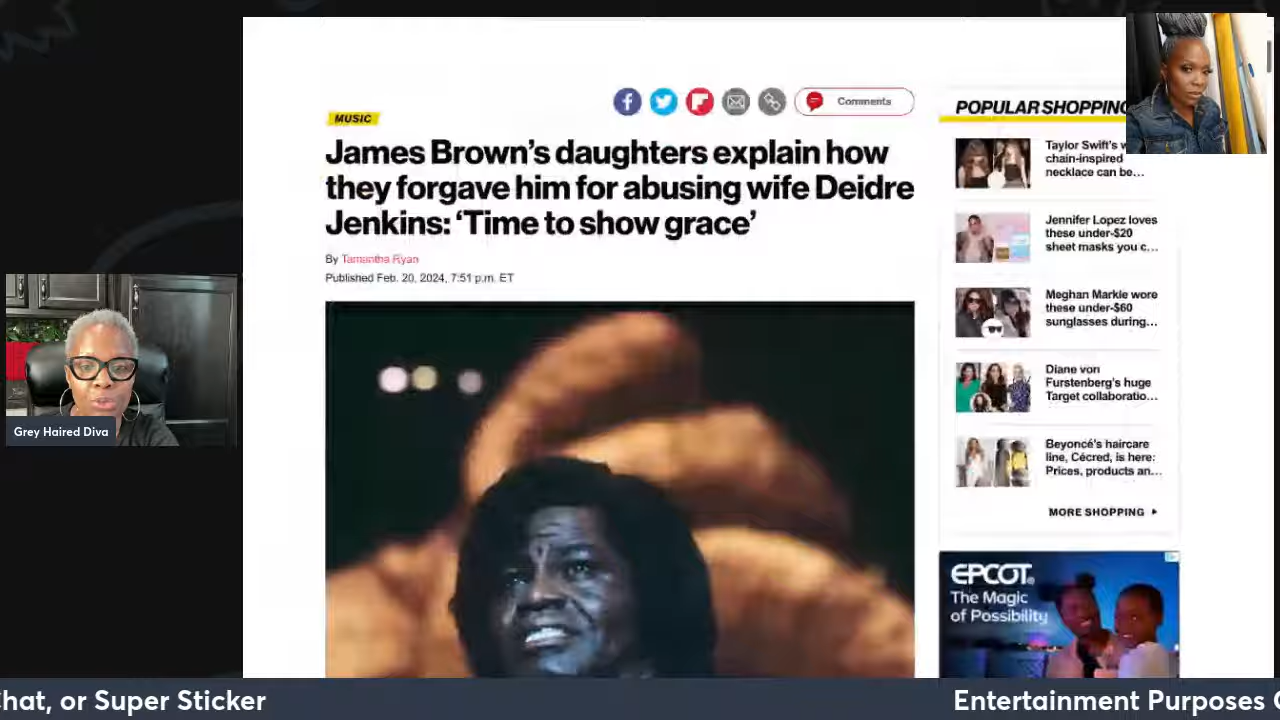 Comments
MUSIC
James Brown's daughters explain how
they forgave him for abusing wife Deidre
Jenkins: 'Time to show grace'
By Tamantha Ryan
Published Feb. 20, 2024, 7:51 p.m. ET
POPULAR SHOPPING
Taylor Swift's
chain-inspired
necklace can be...
Jennifer Lopez loves
these under-$20
sheet masks you c...
Meghan Markle wore
these under-$60
sunglasses during...
Diane von
Furstenberg's huge
Target collaboratio...
Beyoncé's haircare
line, Cécred, is here:
Prices, products an...
MORE SHOPPING
EPCOT
The Magic
of Possibility
Grey Haired Diva
hat, or Super Sticker
Entertainment Purposes